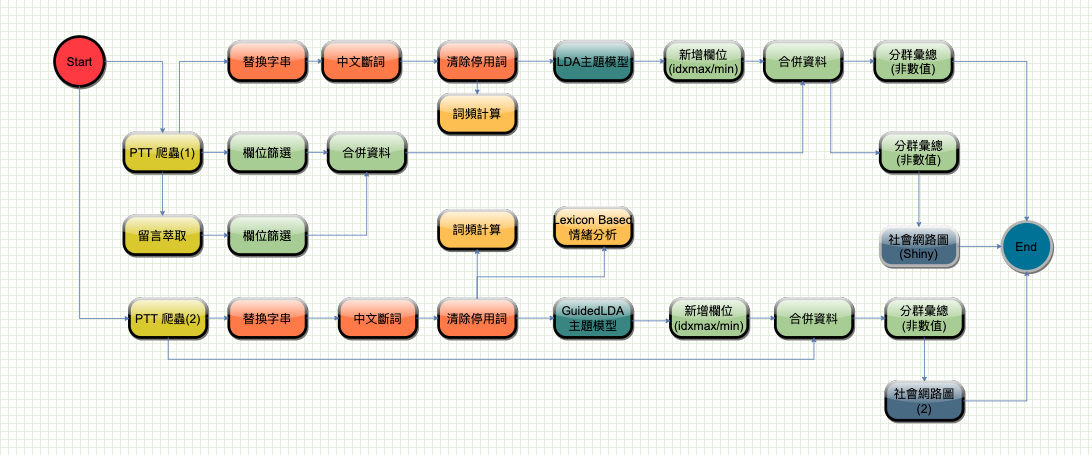 Start
替換字串
中文斷詞
清除停用詞
LDA主題模型
新增欄位
(idxmax/min)
合併資料
分群彙總
(非數值)
詞頻計算
PTT 爬蟲(1)
欄位篩選
合併資料
分群彙總
(非數值)
留言萃取
欄位篩選
詞頻計算
Lexicon Based
情緒分析
社會網路圖
(Shiny)
End
PTT 爬蟲(2)
替換字串
中文斷詞
清除停用詞
GuidedLDA
主題模型
新增欄位
(idxmax/min)
合併資料
分群彙總
(非數值)
社會網路圖
(2)